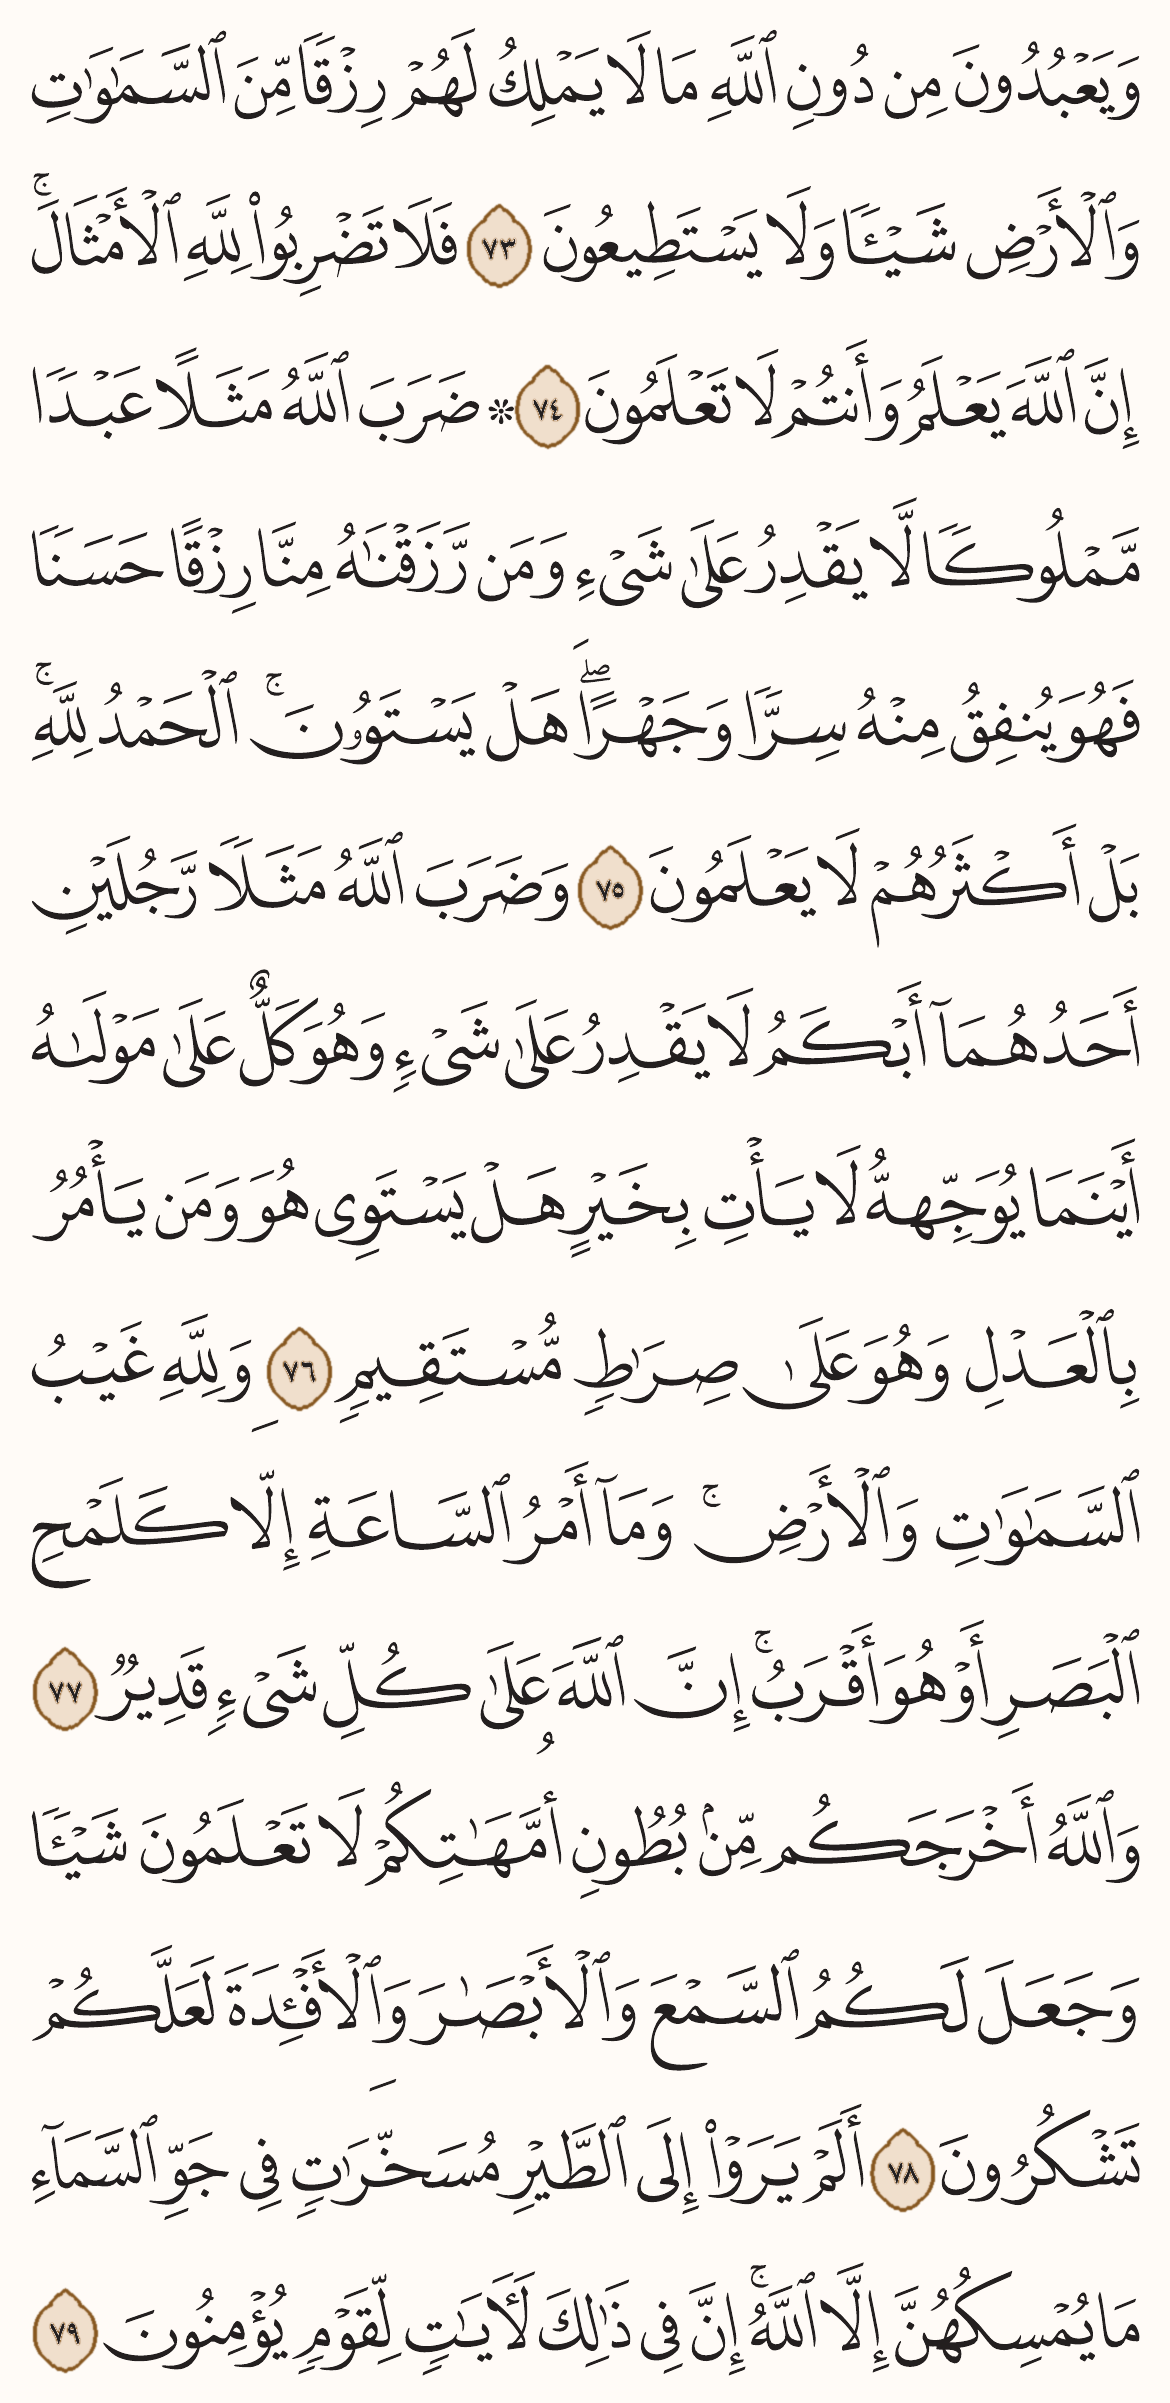 وَيَعْبُدُونَ مِن دُونِ ٱللَّهِ مَا لَا يَمْلِكُ لَهُمْ رِزْقًا مِّنَ ٱلسَّمَٰوَٰتِ
وَٱلْأَرْضِ شَيْـًٔا وَلَا يَسْتَطِيعُونَ ٧٣ فَلَا تَضْرِبُوا۟ لِلَّهِ ٱلْأَمْثَالَ ۚ
إِنَّ ٱللَّهَ يَعْلَمُ وَأَنتُمْ لَا تَعْلَمُونَ ٧٤ ۞ ضَرَبَ ٱللَّهُ مَثَلًا عَبْدًا
مَّمْلُوكًا لَّا يَقْدِرُ عَلَىٰ شَىْءٍ وَمَن رَّزَقْنَٰهُ مِنَّا رِزْقًا حَسَنًا
فَهُوَ يُنفِقُ مِنْهُ سِرًّا وَجَهْرًا ۖ هَلْ يَسْتَوُۥنَ ۚ ٱلْحَمْدُ لِلَّهِ ۚ
بَلْ أَكْثَرُهُمْ لَا يَعْلَمُونَ ٧٥ وَضَرَبَ ٱللَّهُ مَثَلًا رَّجُلَيْنِ
أَحَدُهُمَآ أَبْكَمُ لَا يَقْدِرُ عَلَىٰ شَىْءٍ وَهُوَ كَلٌّ عَلَىٰ مَوْلَىٰهُ
أَيْنَمَا يُوَجِّههُّ لَا يَأْتِ بِخَيْرٍ هَلْ يَسْتَوِى هُوَ وَمَن يَأْمُرُ
بِٱلْعَدْلِ وَهُوَ عَلَىٰ صِرَٰطٍ مُّسْتَقِيمٍ ٧٦ وَلِلَّهِ غَيْبُ
ٱلسَّمَٰوَٰتِ وَٱلْأَرْضِ ۚ وَمَآ أَمْرُ ٱلسَّاعَةِ إِلَّا كَلَمْحِ
ٱلْبَصَرِ أَوْ هُوَ أَقْرَبُ ۚ إِنَّ ٱللَّهَ عَلَىٰ كُلِّ شَىْءٍ قَدِيرٌ ٧٧
وَٱللَّهُ أَخْرَجَكُم مِّنۢ بُطُونِ أُمَّهَٰتِكُمْ لَا تَعْلَمُونَ شَيْـًٔا
وَجَعَلَ لَكُمُ ٱلسَّمْعَ وَٱلْأَبْصَٰرَ وَٱلْأَفْـِٔدَةَ لَعَلَّكُمْ
تَشْكُرُونَ ٧٨ أَلَمْ يَرَوْا۟ إِلَى ٱلطَّيْرِ مُسَخَّرَٰتٍ فِى جَوِّ ٱلسَّمَآءِ
مَا يُمْسِكُهُنَّ إِلَّا ٱللَّهُ ۚ إِنَّ فِى ذَٰلِكَ لَـَٔايَٰتٍ لِّقَوْمٍ يُؤْمِنُونَ ٧٩